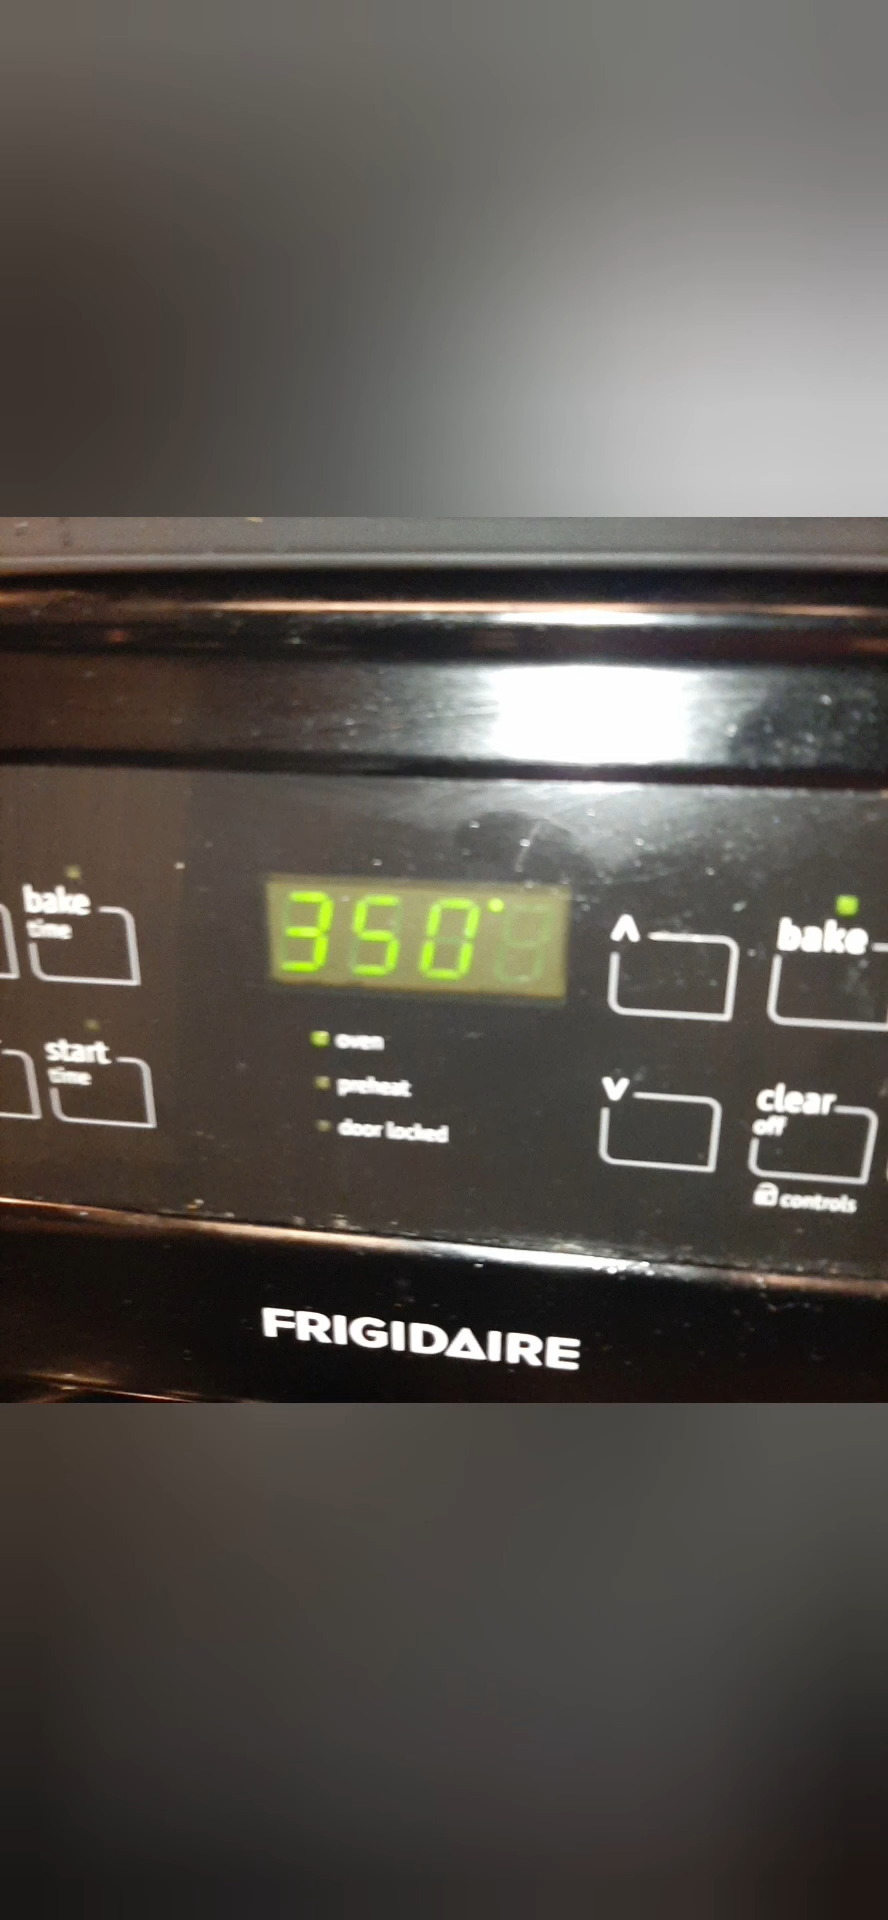 bake
time
350°
bake
oven
start
time
preheat
clear
off
door locked
controls
FRIGIDAIRE